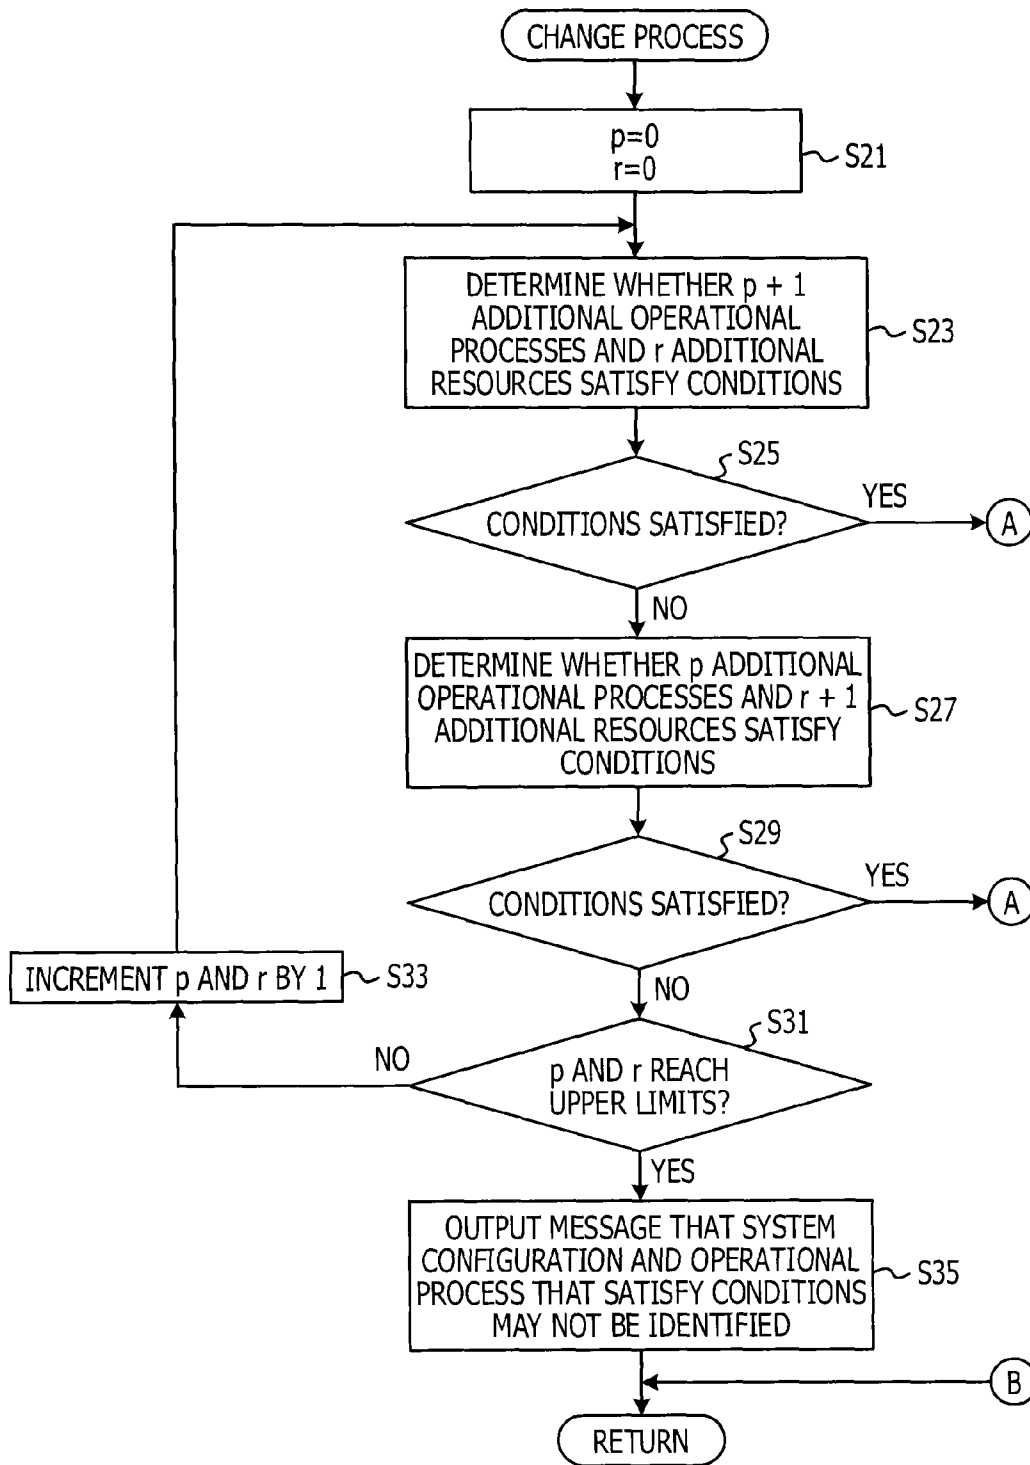 CHANGE PROCESS
p=0
r=0
S21
DETERMINE WHETHER p + 1
ADDITIONAL OPERATIONAL
PROCESSES AND r ADDITIONAL
RESOURCES SATISFY CONDITIONS
S23
S25
CONDITIONS SATISFIED?
YES
A
NO
DETERMINE WHETHER p ADDITIONAL
OPERATIONAL PROCESSES AND r + 1
ADDITIONAL RESOURCES SATISFY
CONDITIONS
S27
S29
CONDITIONS SATISFIED?
YES
A
NO
INCREMENT p AND r BY 1
S33
S31
p AND r REACH
UPPER LIMITS?
NO
YES
OUTPUT MESSAGE THAT SYSTEM
CONFIGURATION AND OPERATIONAL
PROCESS THAT SATISFY CONDITIONS
MAY NOT BE IDENTIFIED
S35
B
RETURN